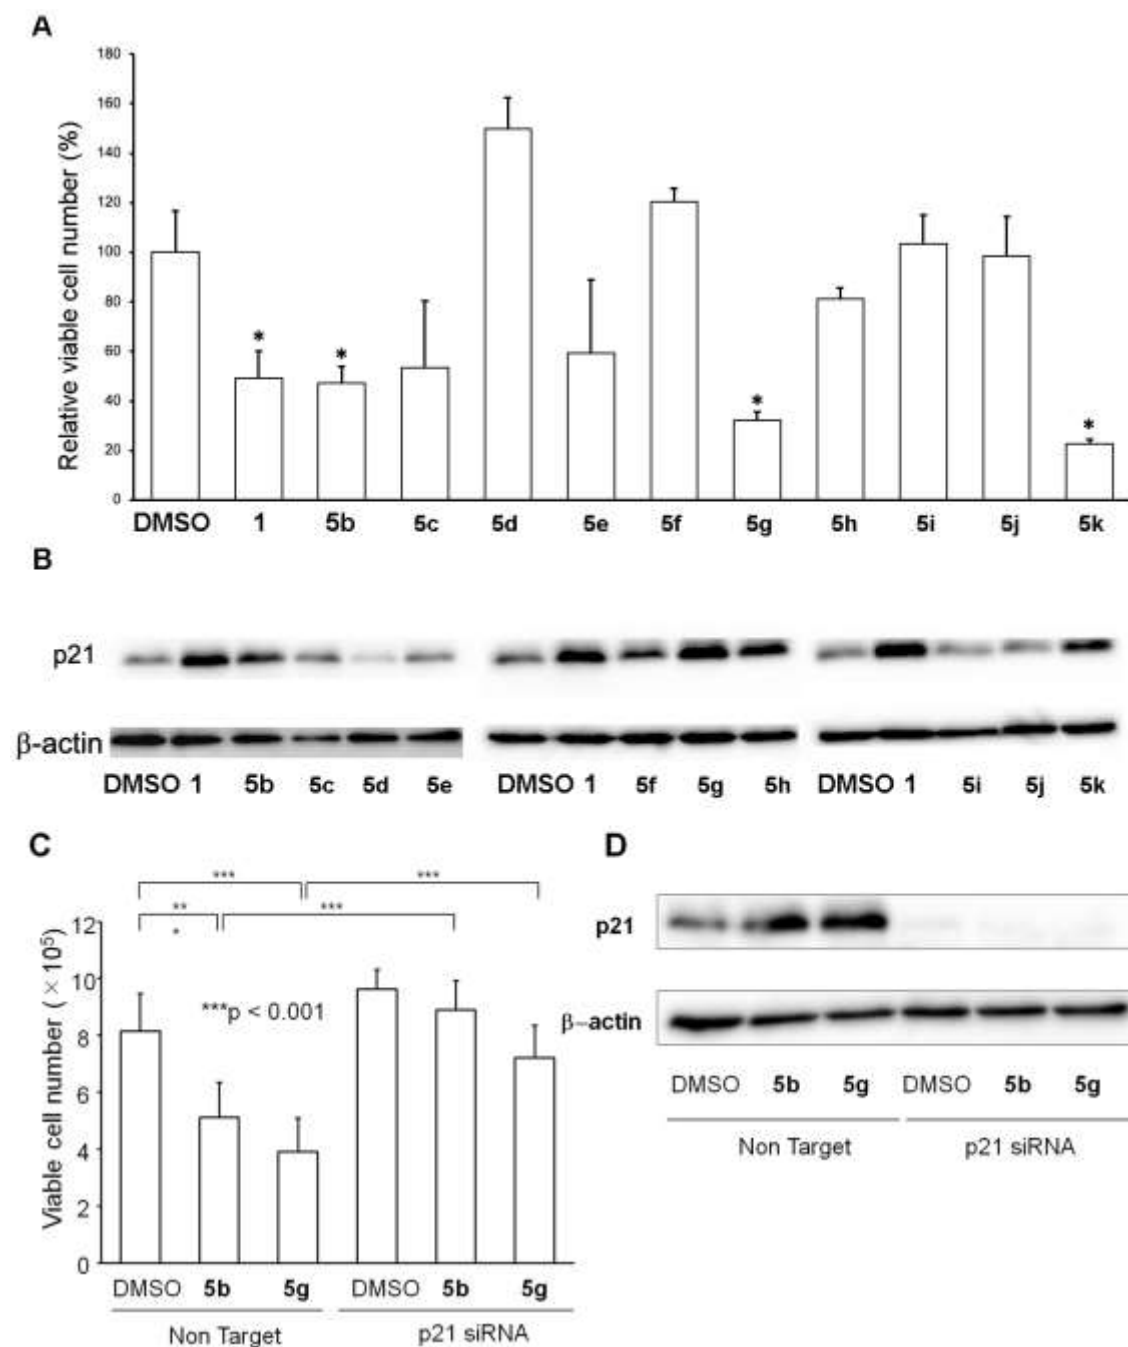 A
Relative viable cell number (%)
180
160
140
120
100
80
60
40
20
0
* * * *
DMSO 1 5b 5c 5d 5e 5f 5g 5h 5i 5j 5k
B
p21
β-actin
DMSO 1 5b 5c 5d 5e DMSO 1 5f 5g 5h DMSO 1 5i 5j 5k
C
*** ***
** ***
*
Viable cell number (×10⁵)
12
10
8
6
4
2
0
***p < 0.001
DMSO 5b 5g DMSO 5b 5g
Non Target p21 siRNA
D
p21
β-actin
DMSO 5b 5g DMSO 5b 5g
Non Target p21 siRNA